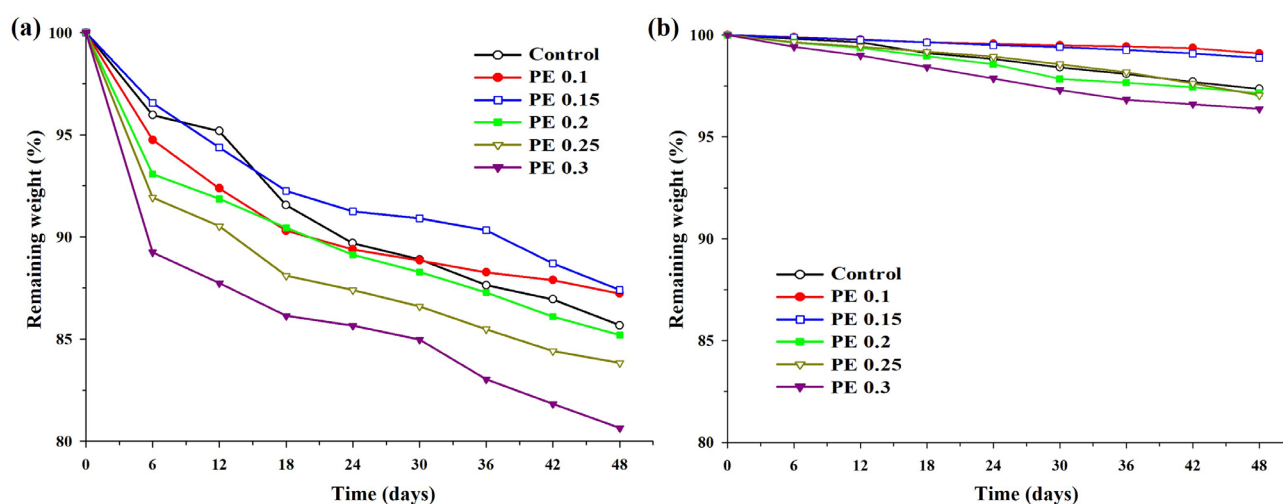 (a)
Remaining weight (%)
100
95
90
85
80
Control
PE 0.1
PE 0.15
PE 0.2
PE 0.25
PE 0.3
0 6 12 18 24 30 36 42 48
Time (days)
(b)
Remaining weight (%)
100
95
90
85
80
Control
PE 0.1
PE 0.15
PE 0.2
PE 0.25
PE 0.3
0 6 12 18 24 30 36 42 48
Time (days)